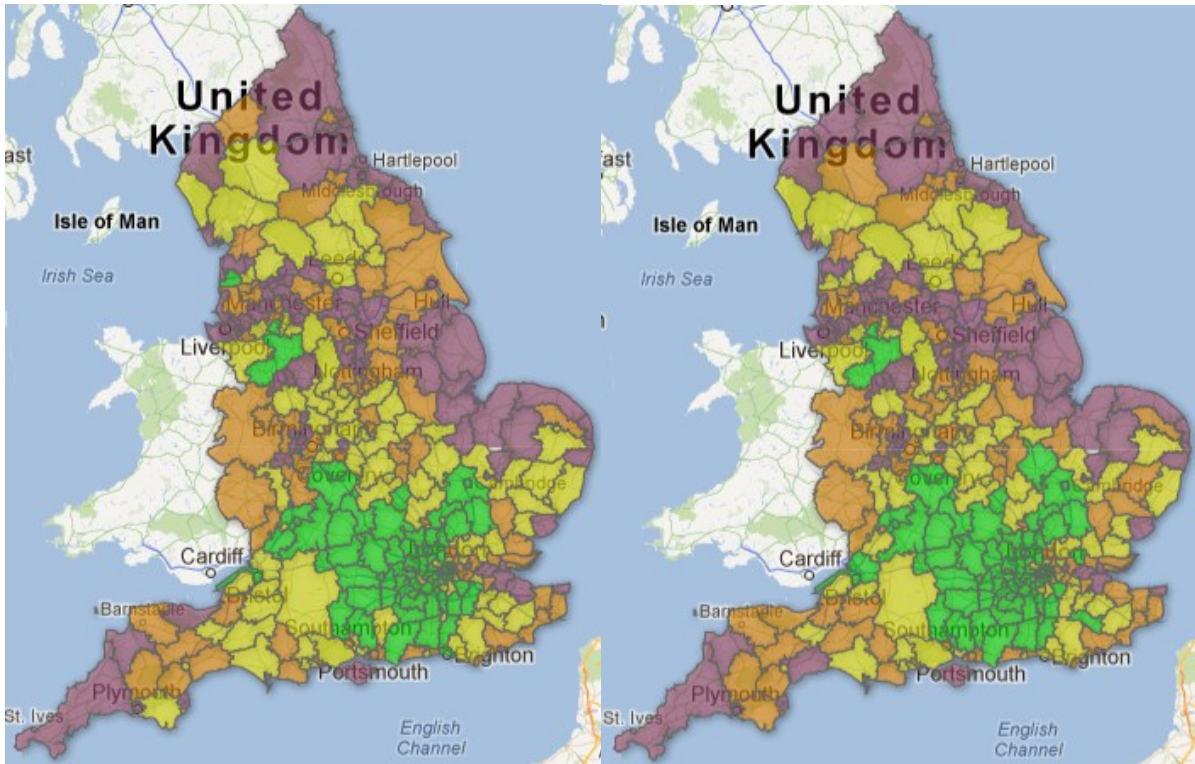 United
Kingdom
ast
Hartlepool
Middlesbrough
Isle of Man
Irish Sea
Leeds
Manchester
Hull
Sheffield
Liverpool
Nottingham
Birmingham
Coventry
Cambridge
Cardiff
London
Barnstaple
Bristol
Southampton
Brighton
Portsmouth
Plymouth
St. Ives
English
Channel
United
Kingdom
fast
Hartlepool
Middlesbrough
Isle of Man
Irish Sea
Leeds
Manchester
Hull
Sheffield
Liverpool
Nottingham
Birmingham
Coventry
Cambridge
Cardiff
London
Barnstaple
Bristol
Southampton
Brighton
Portsmouth
Plymouth
St. Ives
English
Channel